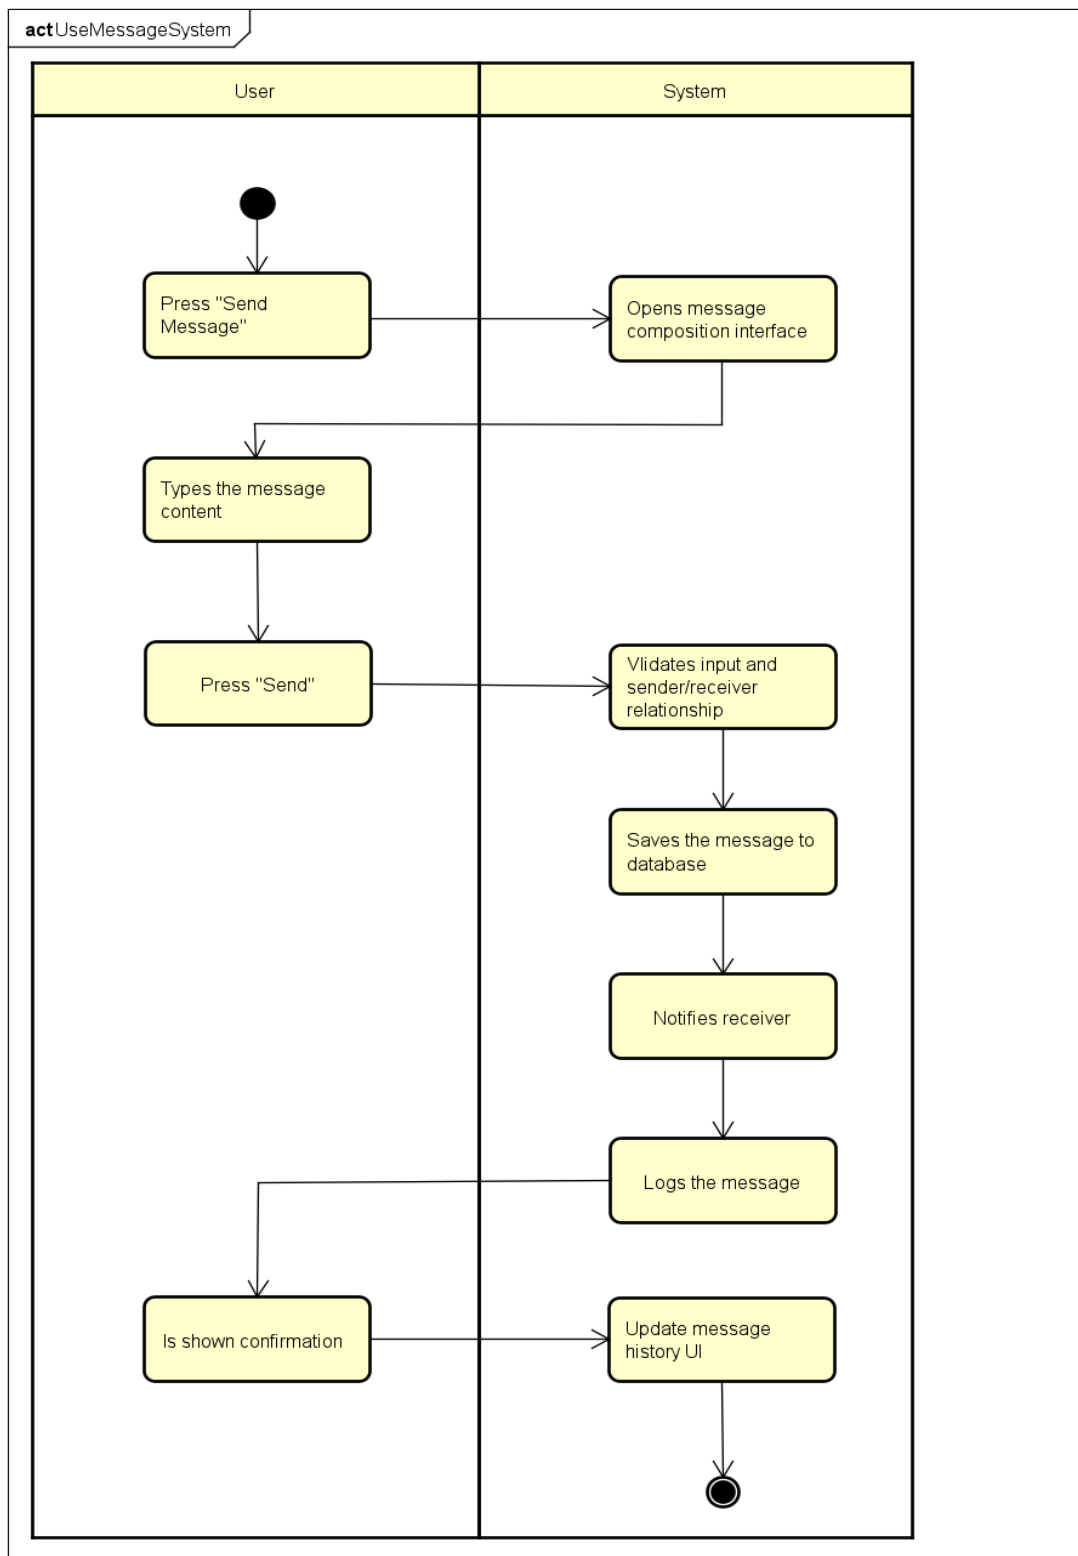 act UseMessageSystem
User
System
Press "Send
Message"
Opens message
composition interface
Types the message
content
Press "Send"
Vlidates input and
sender/receiver
relationship
Saves the message to
database
Notifies receiver
Logs the message
Is shown confirmation
Update message
history UI